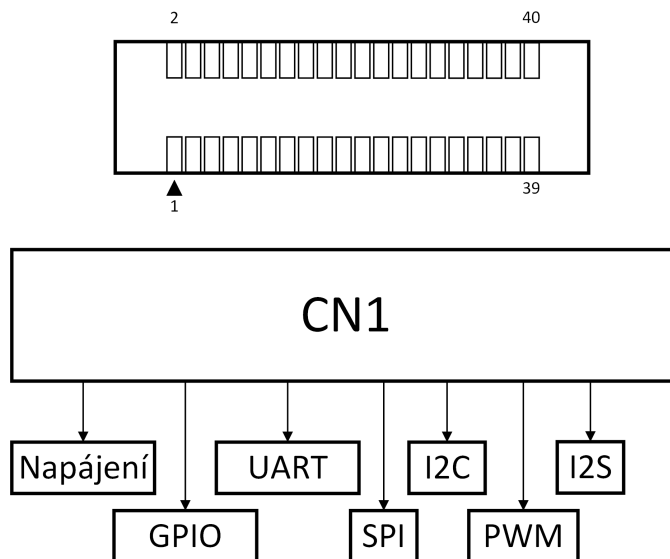 2 40
1 39
CN1
Napájení UART I2C I2S
GPIO SPI PWM